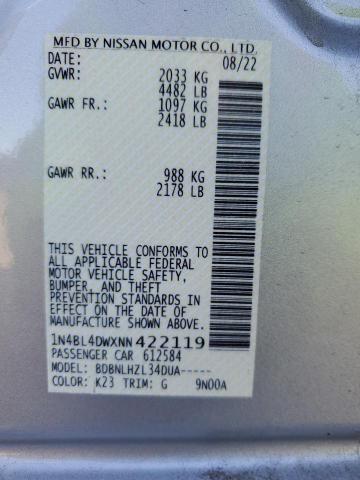 MFD BY NISSAN MOTOR CO., LTD.
DATE: 08/22
GVWR: 2033 KG
4482 LB
GAWR FR.: 1097 KG
2418 LB
GAWR RR.: 988 KG
2178 LB
THIS VEHICLE CONFORMS TO
ALL APPLICABLE FEDERAL
MOTOR VEHICLE SAFETY,
BUMPER, AND THEFT
PREVENTION STANDARDS IN
EFFECT ON THE DATE OF
MANUFACTURE SHOWN ABOVE.
1N4BL4DWXNN422119
PASSENGER CAR 612584
MODEL: BDBNLHZL34DUA-----
COLOR: K23 TRIM: G 9N00A